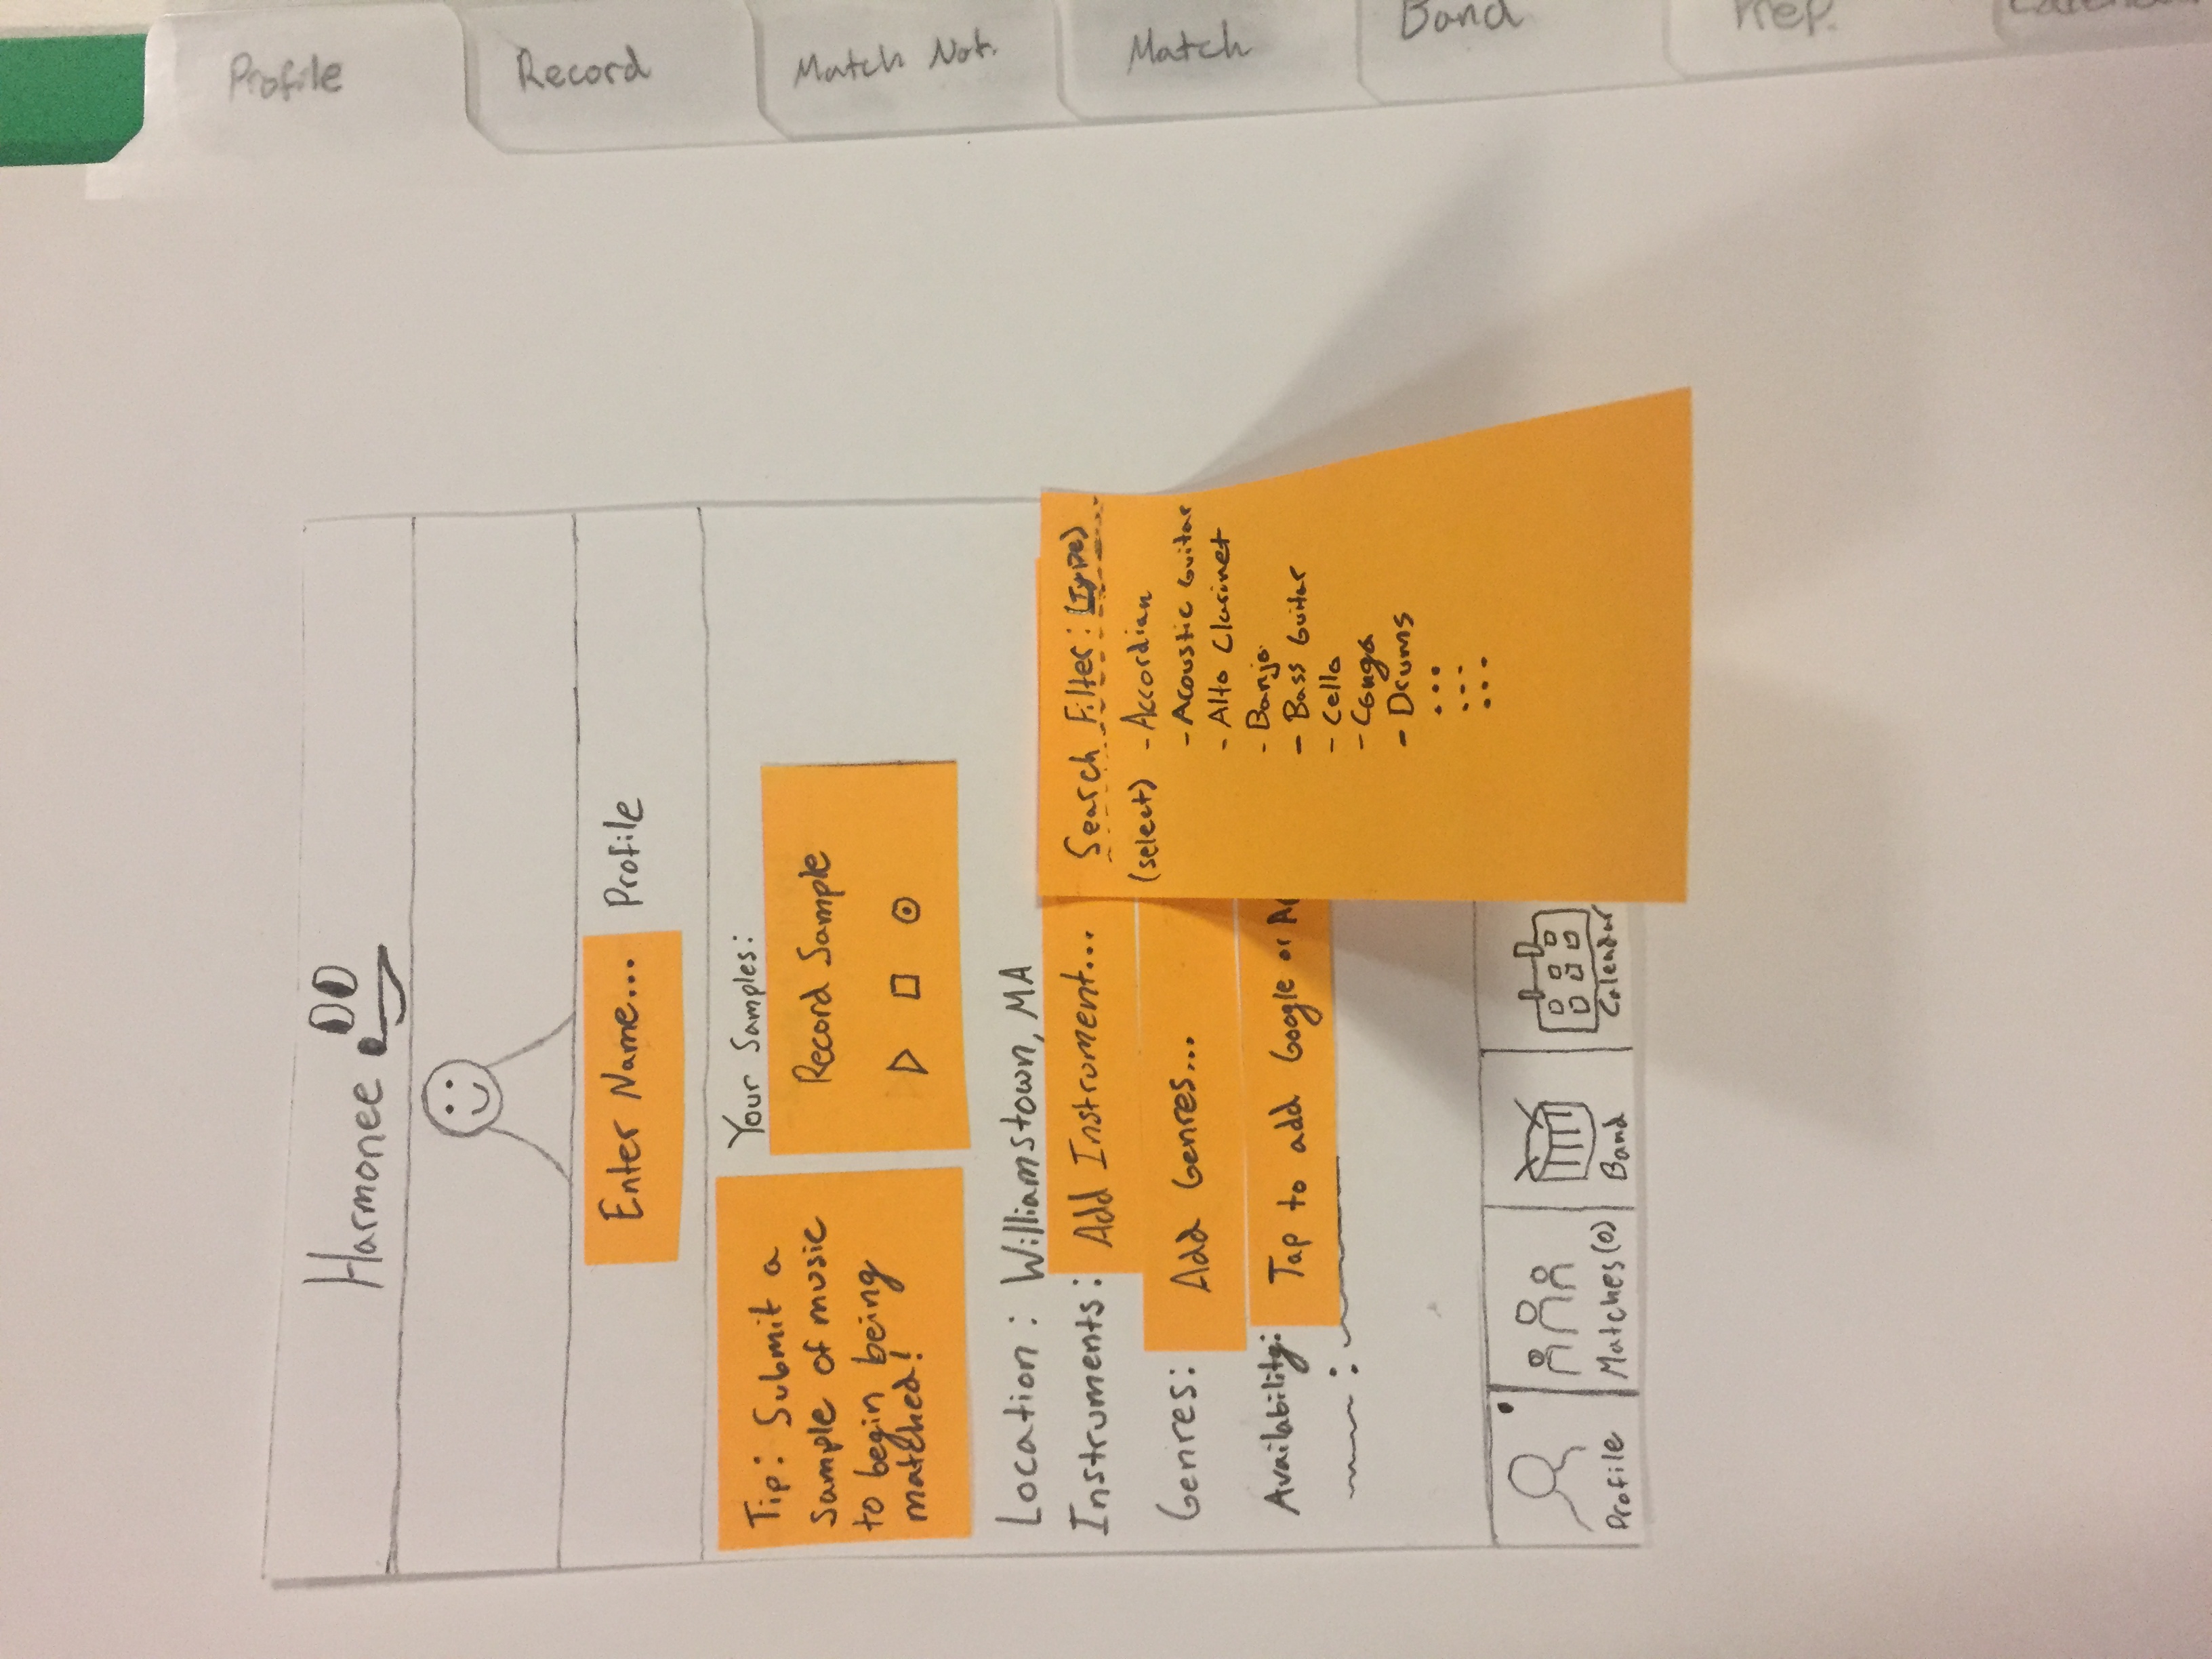 Harmonee
Enter Name... Profile
Tip: Submit a
sample of music
to begin being
matched!
Your Samples:
Record Sample
Location: Williamstown, MA
Instruments: Add Instrument...
Genres: Add Genres...
Availability: Tap to add Google or
Search Filter: (Type)
(select) - Accordian
- Acoustic Guitar
- Alto Clarinet
- Banjo
- Bass Guitar
- Cello
- Conga
- Drums
...
...
...
Profile
Matches (0)
Band
Calendar
Profile
Record
Match Not.
Match
Band
Prep.